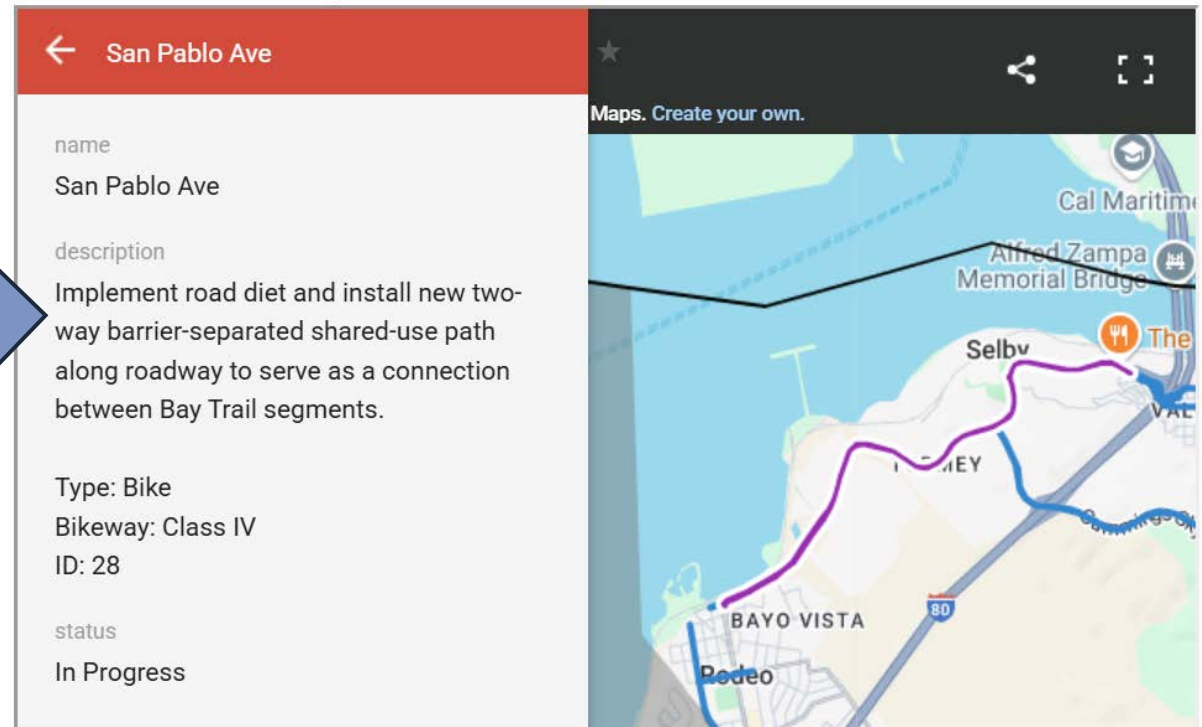 San Pablo Ave
name
San Pablo Ave
description
Implement road diet and install new two-
way barrier-separated shared-use path
along roadway to serve as a connection
between Bay Trail segments.
Type: Bike
Bikeway: Class IV
ID: 28
status
In Progress
Maps. Create your own.
Cal Maritime
Alfred Zampa
Memorial Bridge
The
Selby
VAL
80
BAYO VISTA
Rodeo